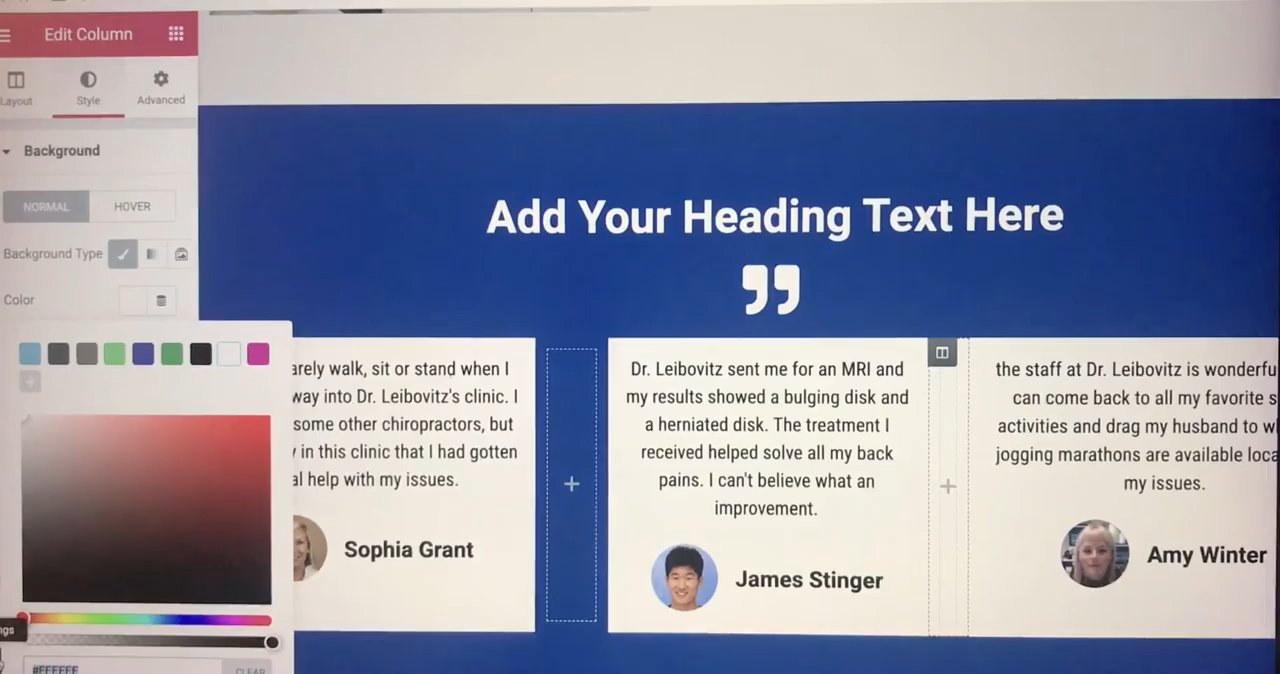 Edit Column
Layout
Style
Advanced
Background
NORMAL
HOVER
Background Type
Color
#FFFFFF
CLEAR
ngs
Add Your Heading Text Here
arely walk, sit or stand when I
way into Dr. Leibovitz's clinic. I
some other chiropractors, but
in this clinic that I had gotten
al help with my issues.
Sophia Grant
Dr. Leibovitz sent me for an MRI and
my results showed a bulging disk and
a herniated disk. The treatment I
received helped solve all my back
pains. I can't believe what an
improvement.
James Stinger
the staff at Dr. Leibovitz is wonderfu
can come back to all my favorite s
activities and drag my husband to w
jogging marathons are available loca
my issues.
Amy Winter